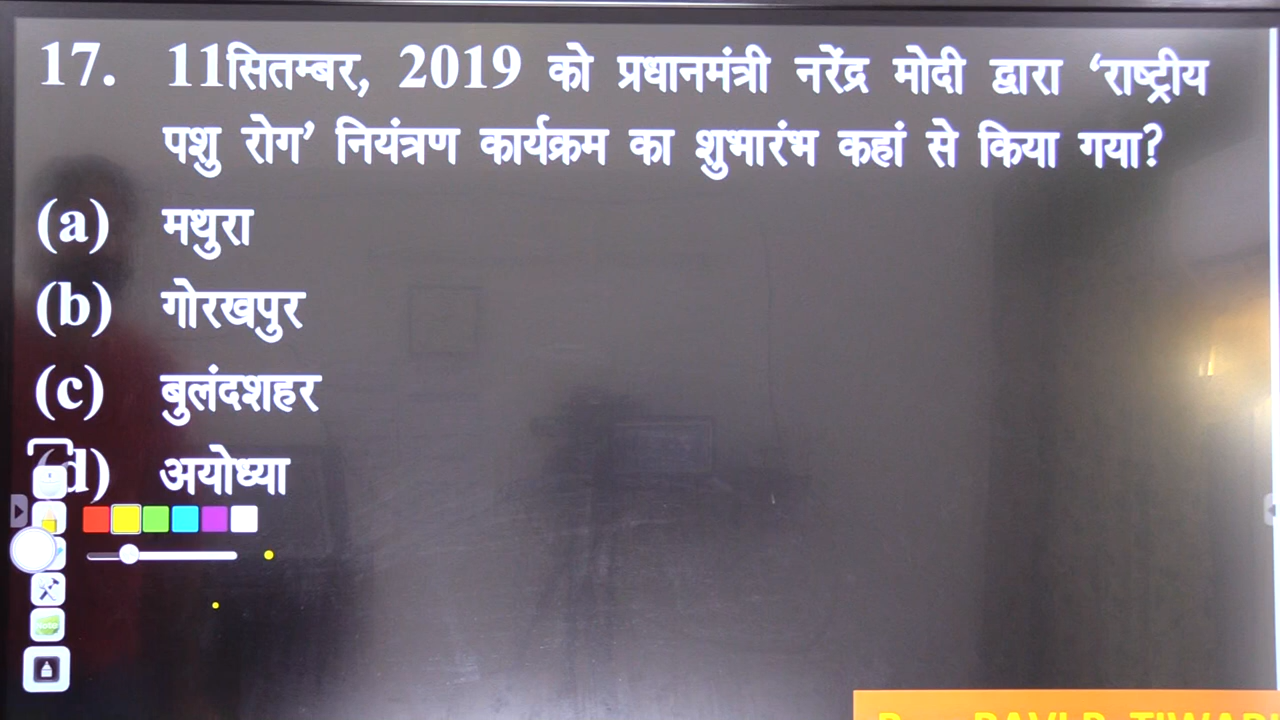 17. 11सितम्बर, 2019 को प्रधानमंत्री नरेंद्र मोदी द्वारा ‘राष्ट्रीय
पशु रोग’ नियंत्रण कार्यक्रम का शुभारंभ कहां से किया गया?
(a) मथुरा
(b) गोरखपुर
(c) बुलंदशहर
(d) अयोध्या